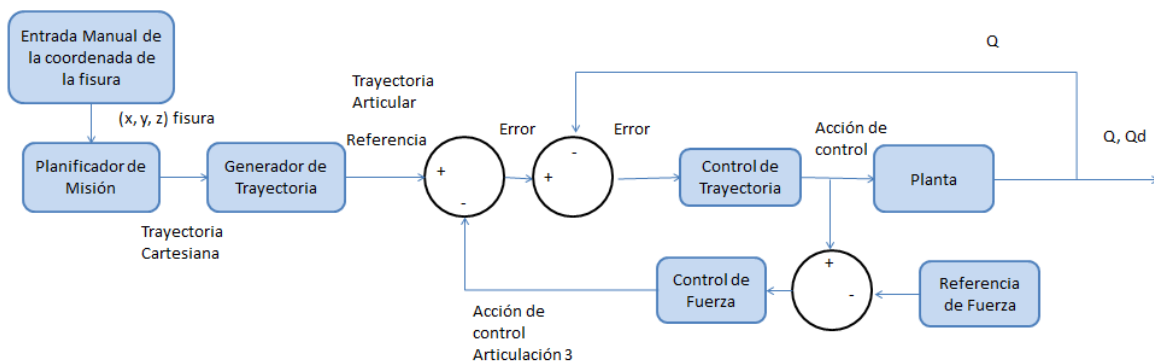 Entrada Manual de
la coordenada de
la fisura
(x, y, z) fisura
Planificador de
Misión
Trayectoria
Cartesiana
Generador de
Trayectoria
Trayectoria
Articular
Referencia
+
-
Error
-
+
Error
Control de
Trayectoria
Acción de
control
Planta
Q
Q, Qd
+
-
Referencia
de Fuerza
Control de
Fuerza
Acción de
control
Articulación 3